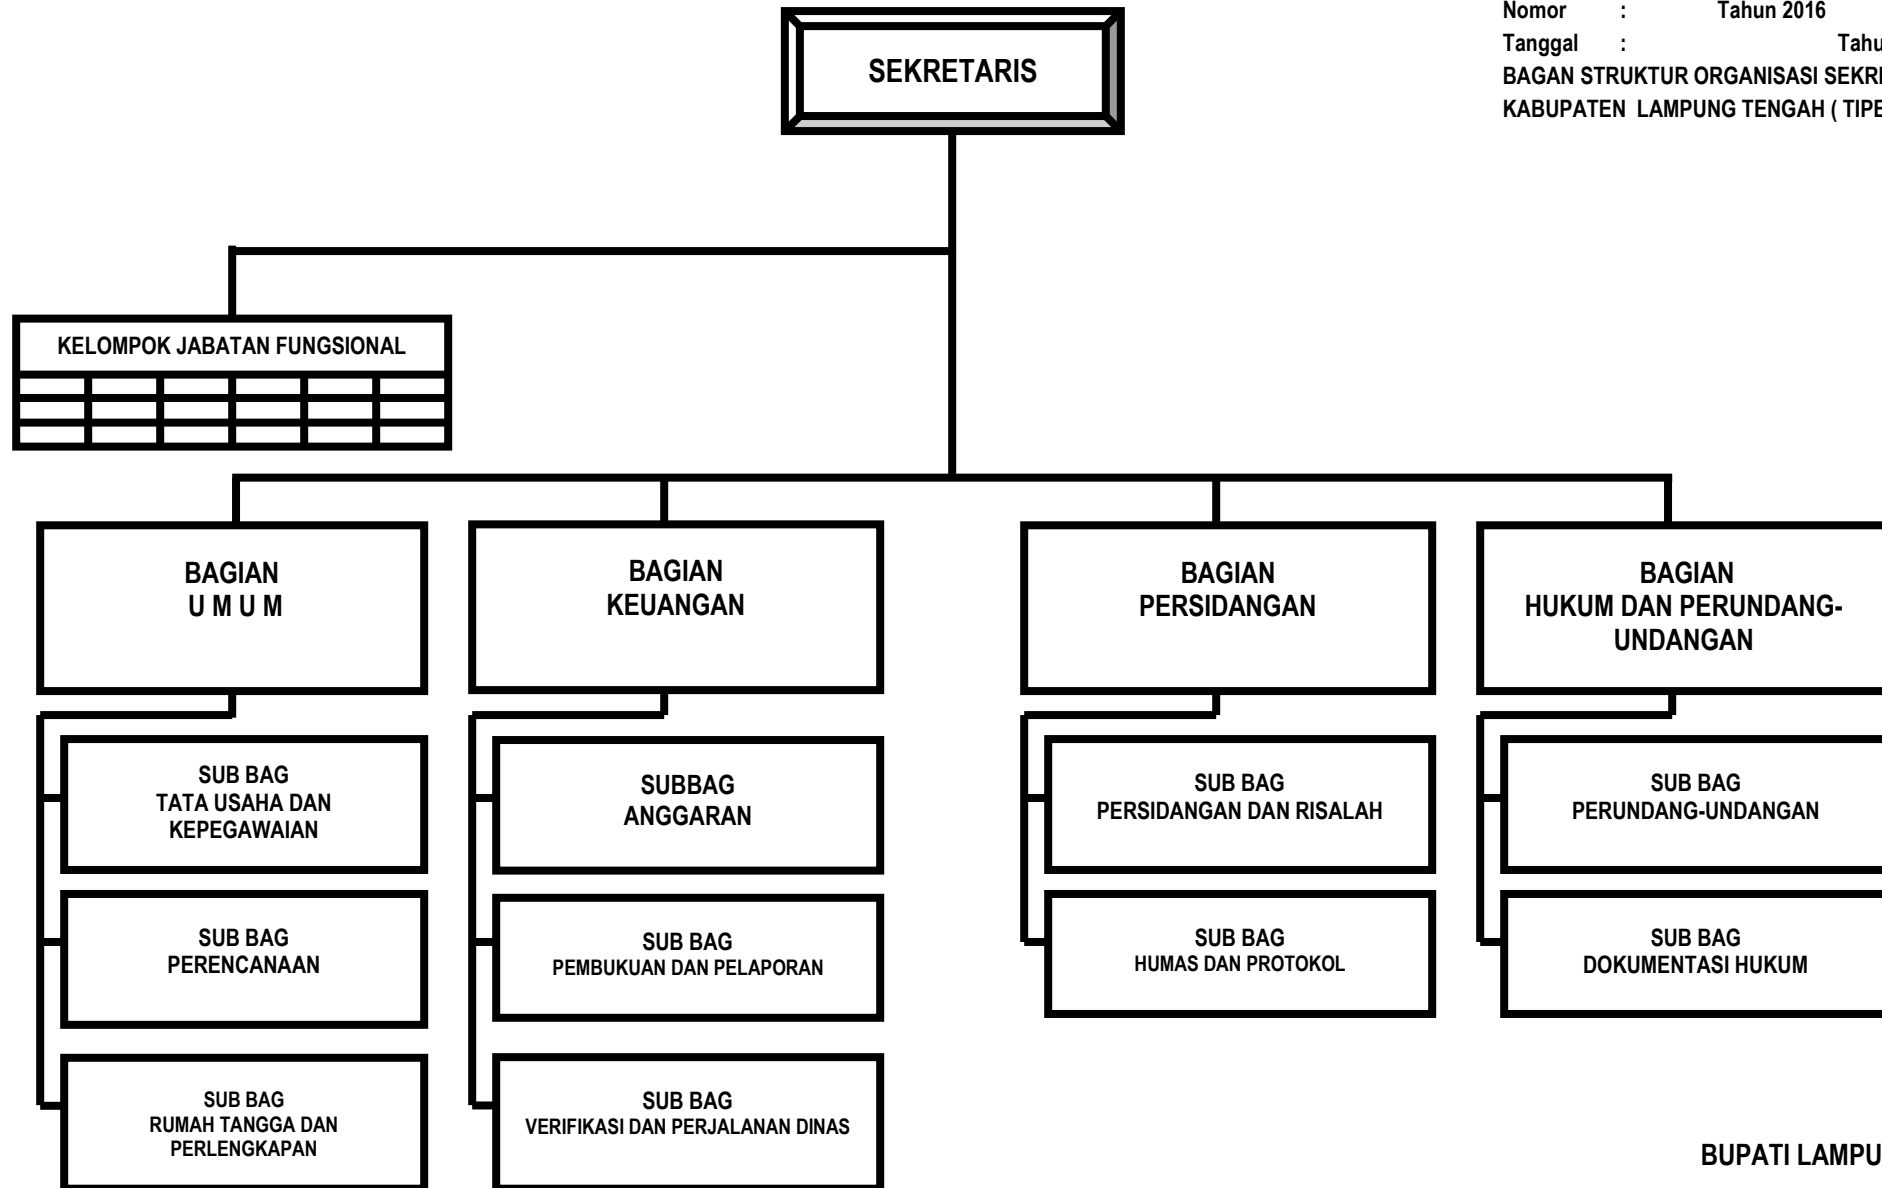 Nomor : Tahun 2016
Tanggal :
BAGAN STRUKTUR ORGANISASI
KABUPATEN LAMPUNG TENGAH (
SEKRETARIS
KELOMPOK JABATAN FUNGSIONAL
BAGIAN
U M U M
BAGIAN
KEUANGAN
BAGIAN
PERSIDANGAN
BAGIAN
HUKUM DAN PERUNDANG-
UNDANGAN
SUB BAG
TATA USAHA DAN
KEPEGAWAIAN
SUB BAG
PERENCANAAN
SUB BAG
RUMAH TANGGA DAN
PERLENGKAPAN
SUBBAG
ANGGARAN
SUB BAG
PEMBUKUAN DAN PELAPORAN
SUB BAG
VERIFIKASI DAN PERJALANAN DINAS
SUB BAG
PERSIDANGAN DAN RISALAH
SUB BAG
HUMAS DAN PROTOKOL
SUB BAG
PERUNDANG-UNDANGAN
SUB BAG
DOKUMENTASI HUKUM
BUPATI